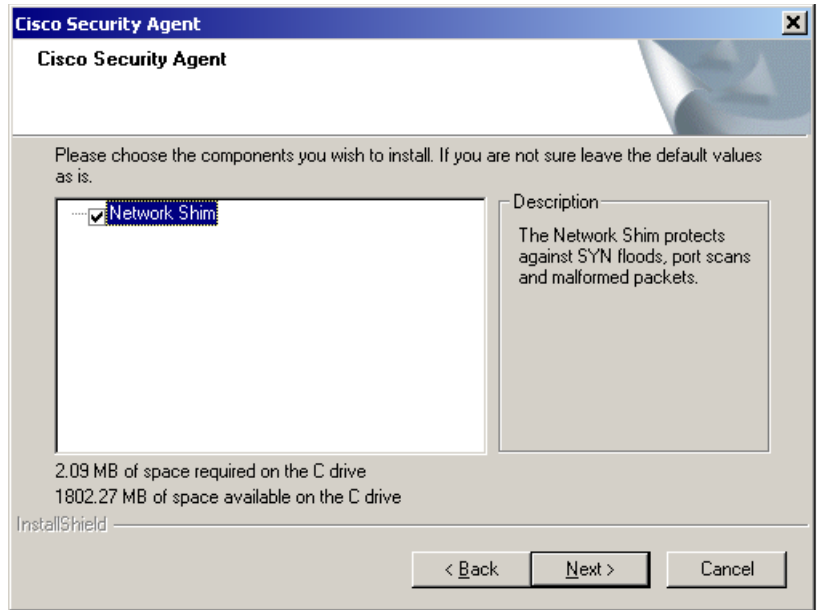 Cisco Security Agent
Cisco Security Agent
Please choose the components you wish to install. If you are not sure leave the default values
as is.
Network Shim
Description
The Network Shim protects
against SYN floods, port scans
and malformed packets.
2.09 MB of space required on the C drive
1802.27 MB of space available on the C drive
InstallShield
< Back
Next >
Cancel